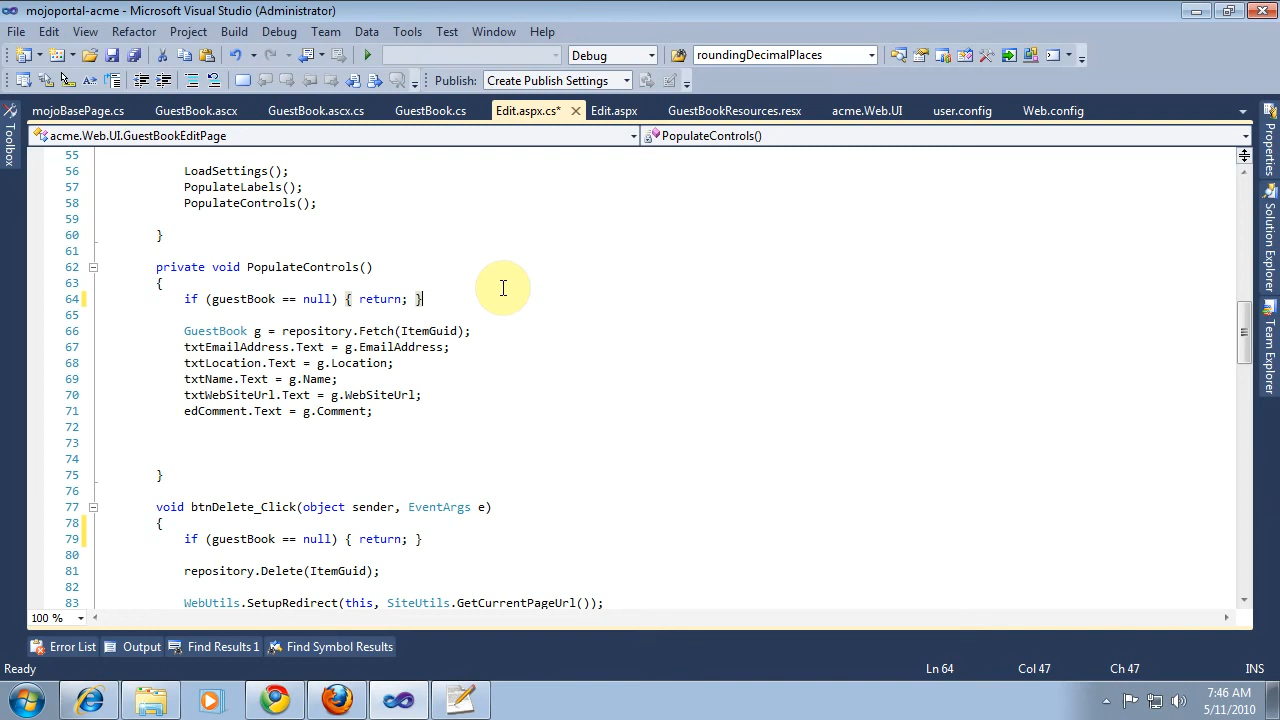 mojoportal-acme - Microsoft Visual Studio (Administrator)
File Edit View Refactor Project Build Debug Team Data Tools Test Window Help
Debug roundingDecimalPlaces
Publish: Create Publish Settings
mojoBasePage.cs GuestBook.ascx GuestBook.ascx.cs GuestBook.cs Edit.aspx.cs* Edit.aspx GuestBookResources.resx acme.Web.UI user.config Web.config
acme.Web.UI.GuestBookEditPage PopulateControls()
Toolbox
Properties
Solution Explorer
Team Explorer
55
56 LoadSettings();
57 PopulateLabels();
58 PopulateControls();
59
60 }
61
62 private void PopulateControls()
63 {
64 if (guestBook == null) { return; }
65
66 GuestBook g = repository.Fetch(ItemGuid);
67 txtEmailAddress.Text = g.EmailAddress;
68 txtLocation.Text = g.Location;
69 txtName.Text = g.Name;
70 txtWebSiteUrl.Text = g.WebSiteUrl;
71 edComment.Text = g.Comment;
72
73
74
75 }
76
77 void btnDelete_Click(object sender, EventArgs e)
78 {
79 if (guestBook == null) { return; }
80
81 repository.Delete(ItemGuid);
82
83 WebUtils.SetupRedirect(this, SiteUtils.GetCurrentPageUrl());
100 %
Error List Output Find Results 1 Find Symbol Results
Ready Ln 64 Col 47 Ch 47 INS
7:46 AM
5/11/2010